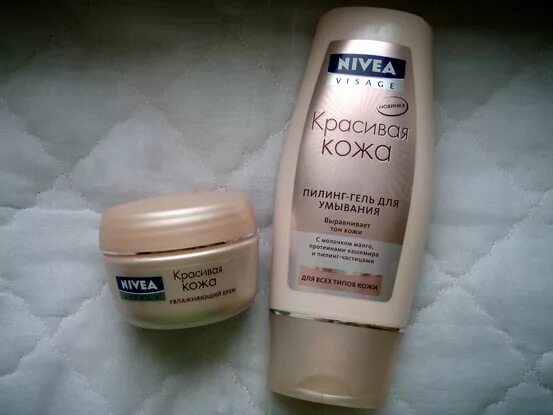 NIVEA
VISAGE
НОВИНКА
Красивая
кожа
ПИЛИНГ-ГЕЛЬ ДЛЯ
УМЫВАНИЯ
Выравнивает
тон кожи
С молочком манго,
протеинами кашемира
и пилинг-частицами
ДЛЯ ВСЕХ ТИПОВ КОЖИ
NIVEA
VISAGE
Красивая
кожа
УВЛАЖНЯЮЩИЙ КРЕМ